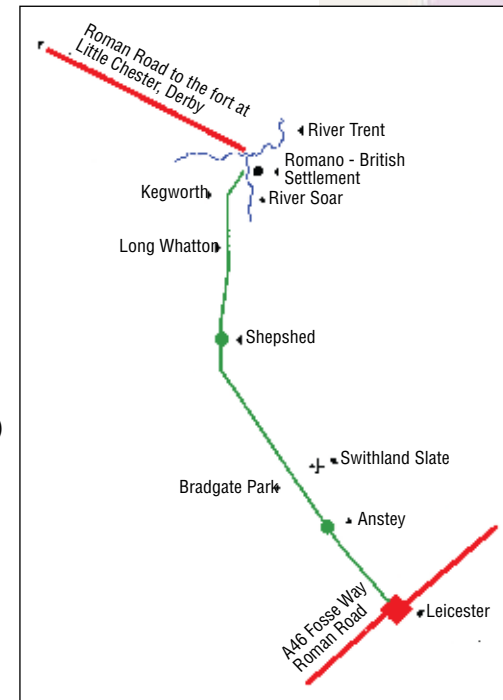 Roman Road to the fort at
Little Chester, Derby
River Trent
Romano - British
Settlement
Kegworth
River Soar
Long Whatton
Shepshed
Swithland Slate
Bradgate Park
Anstey
A46 Fosse Way
Roman Road
Leicester
)